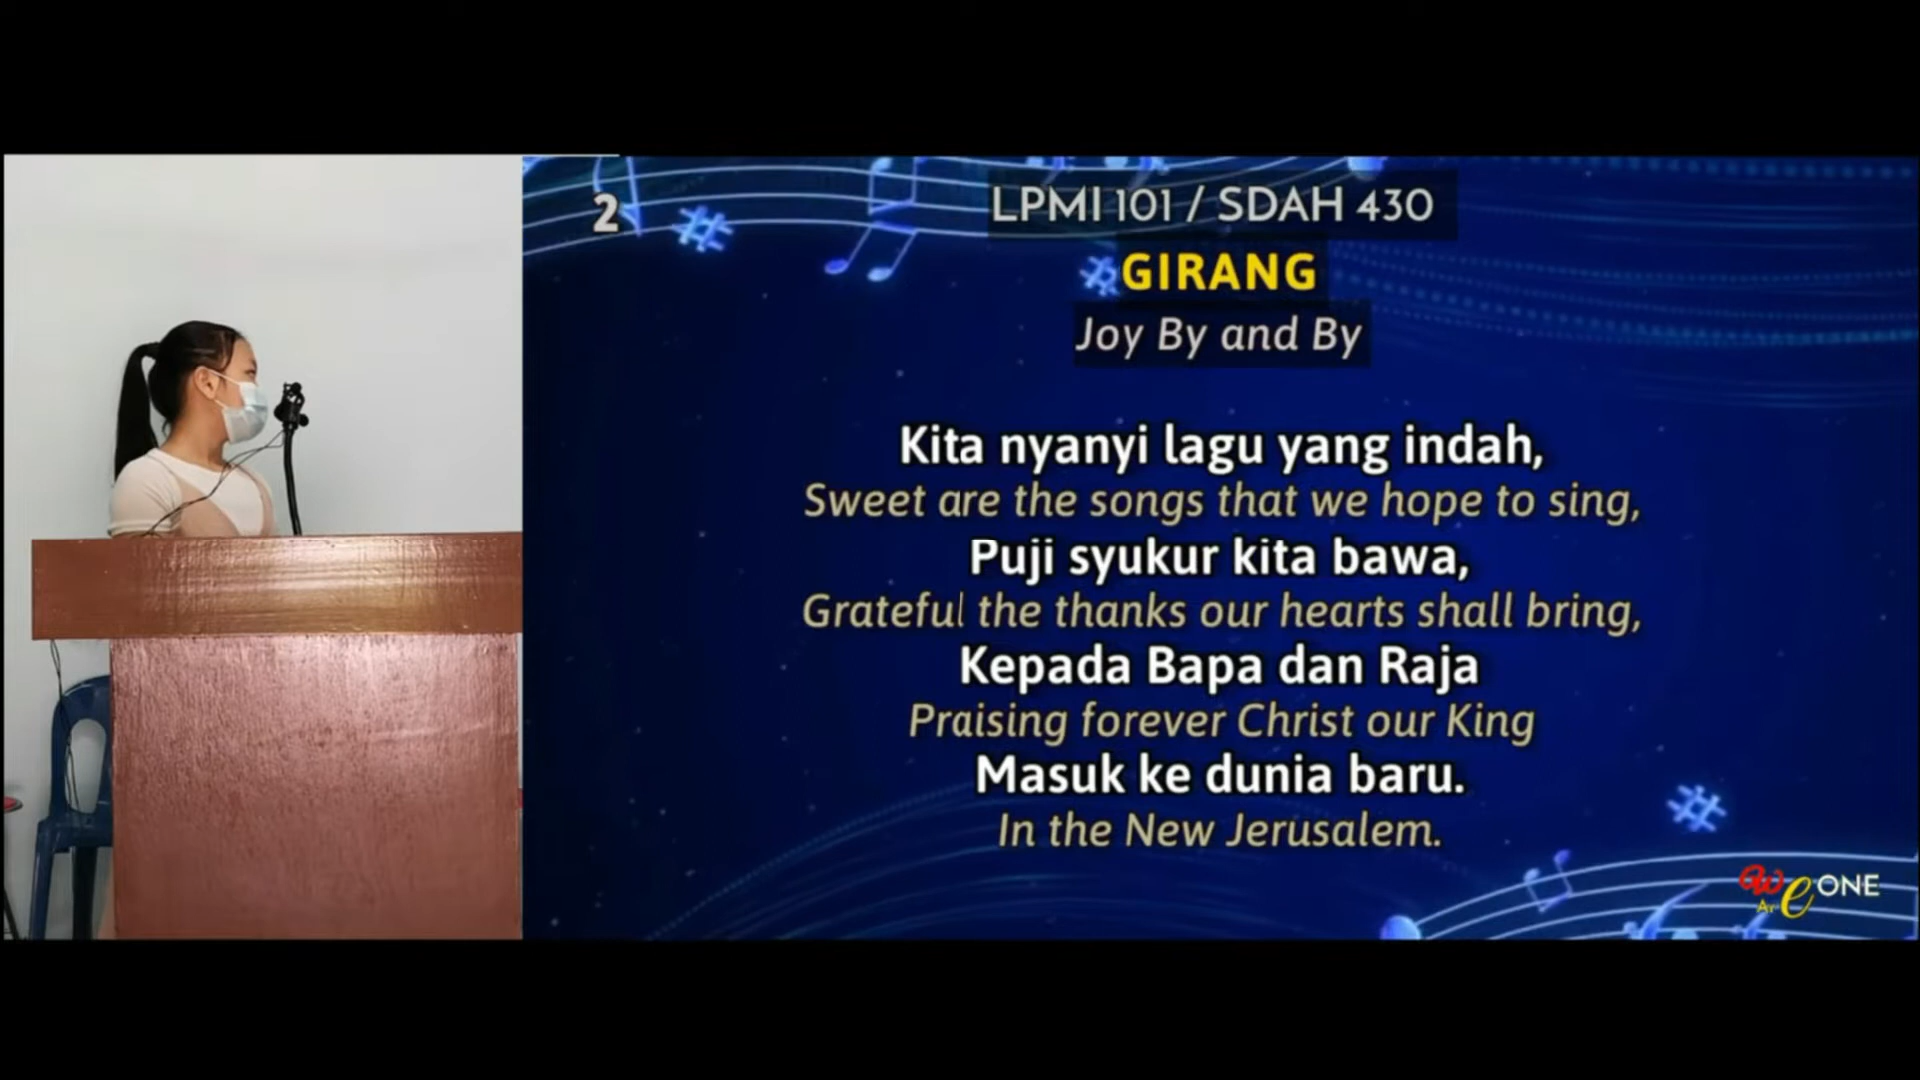 2
LPMI 101 / SDAH 430
GIRANG
Joy By and By
Kita nyanyi lagu yang indah,
Sweet are the songs that we hope to sing,
Puji syukur kita bawa,
Grateful the thanks our hearts shall bring,
Kepada Bapa dan Raja
Praising forever Christ our King
Masuk ke dunia baru.
In the New Jerusalem.
We Are ONE